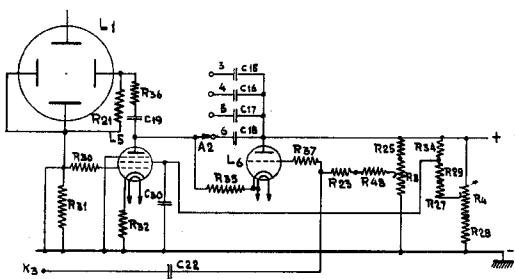 L1
3 C15
4 C16
5 C17
6 C18
R36
R21
C19
L5
A2
L6
R37
R25
R34
+
R30
R35
R23
R48
R3
R29
R27
R4
C30
R31
R32
R28
-
K3
C22